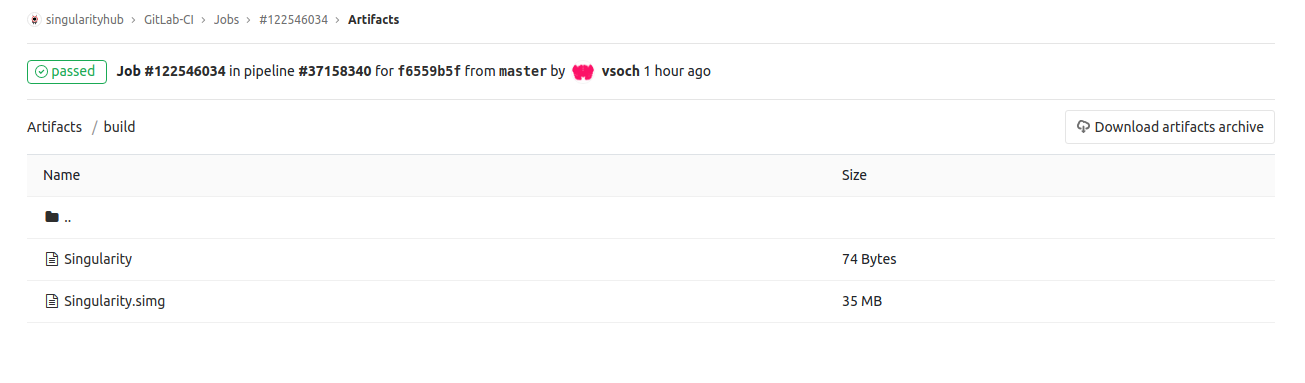 singularityhub › GitLab-CI › Jobs › #122546034 › Artifacts
passed Job #122546034 in pipeline #37158340 for f6559b5f from master by vsoch 1 hour ago
Artifacts / build Download artifacts archive
Name Size
..
Singularity 74 Bytes
Singularity.simg 35 MB